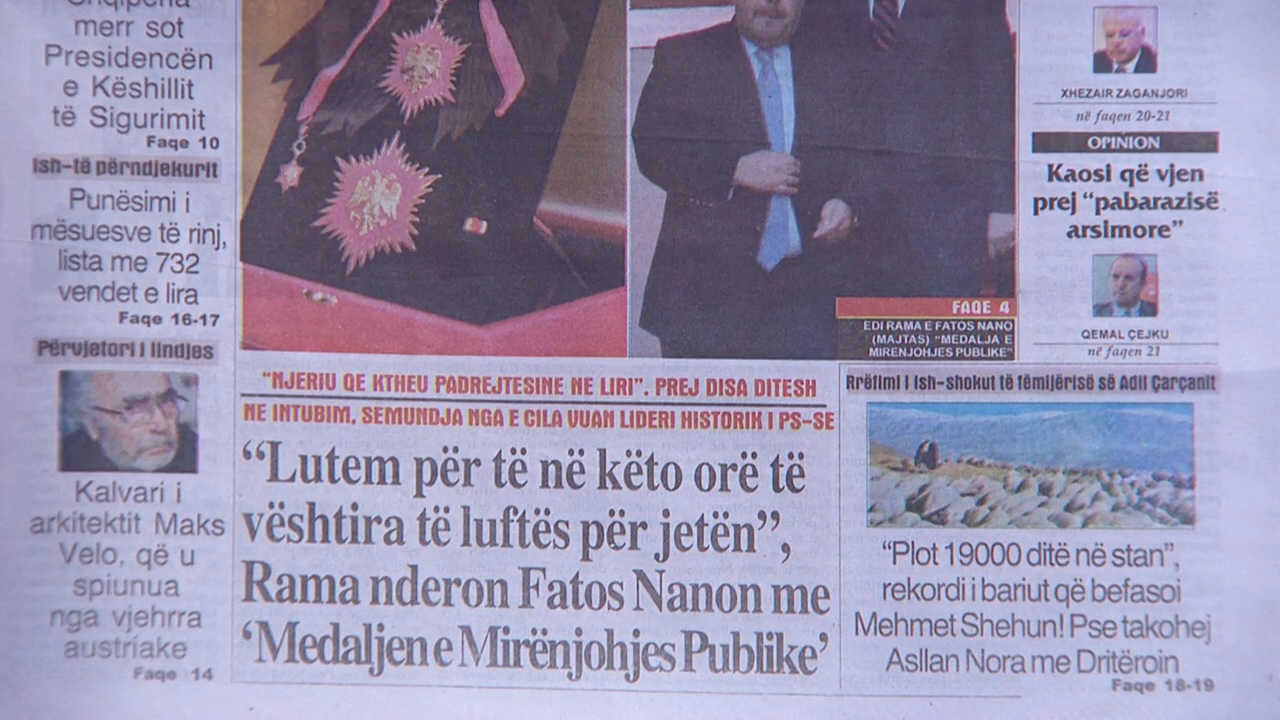 Shqipëria
merr sot
Presidencën
e Këshillit
të Sigurimit
Faqe 10
Ish-të përndjekurit
Punësimi i
mësuesve të rinj,
lista me 732
vendet e lira
Faqe 16-17
Përvjetori i lindjes
Kalvari i
arkitektit Maks
Velo, që u
spiunua
nga vjehrra
austriake
Faqe 14
FAQE 4
EDI RAMA E FATOS NANO
(MAJTAS) “MEDALJA E
MIRENJOHJES PUBLIKE”
“NJERIU QE KTHEU PADREJTESINE NE LIRI”. PREJ DISA DITESH
NE INTUBIM, SEMUNDJA NGA E CILA VUAN LIDERI HISTORIK I PS-SE
“Lutem për të në këto orë të
vështira të luftës për jetën”,
Rama nderon Fatos Nanon me
‘Medaljen e Mirënjohjes Publike’
XHEZAIR ZAGANJORI
në faqen 20-21
OPINION
Kaosi që vjen
prej “pabarazisë
arsimore”
QEMAL ÇEJKU
në faqen 21
Rrëfimi i ish-shokut të fëmijërisë së Adil Çarçanit
“Plot 19000 ditë në stan”,
rekordi i bariut që befasoi
Mehmet Shehun! Pse takohej
Asllan Nora me Dritëroin
Faqe 18-19